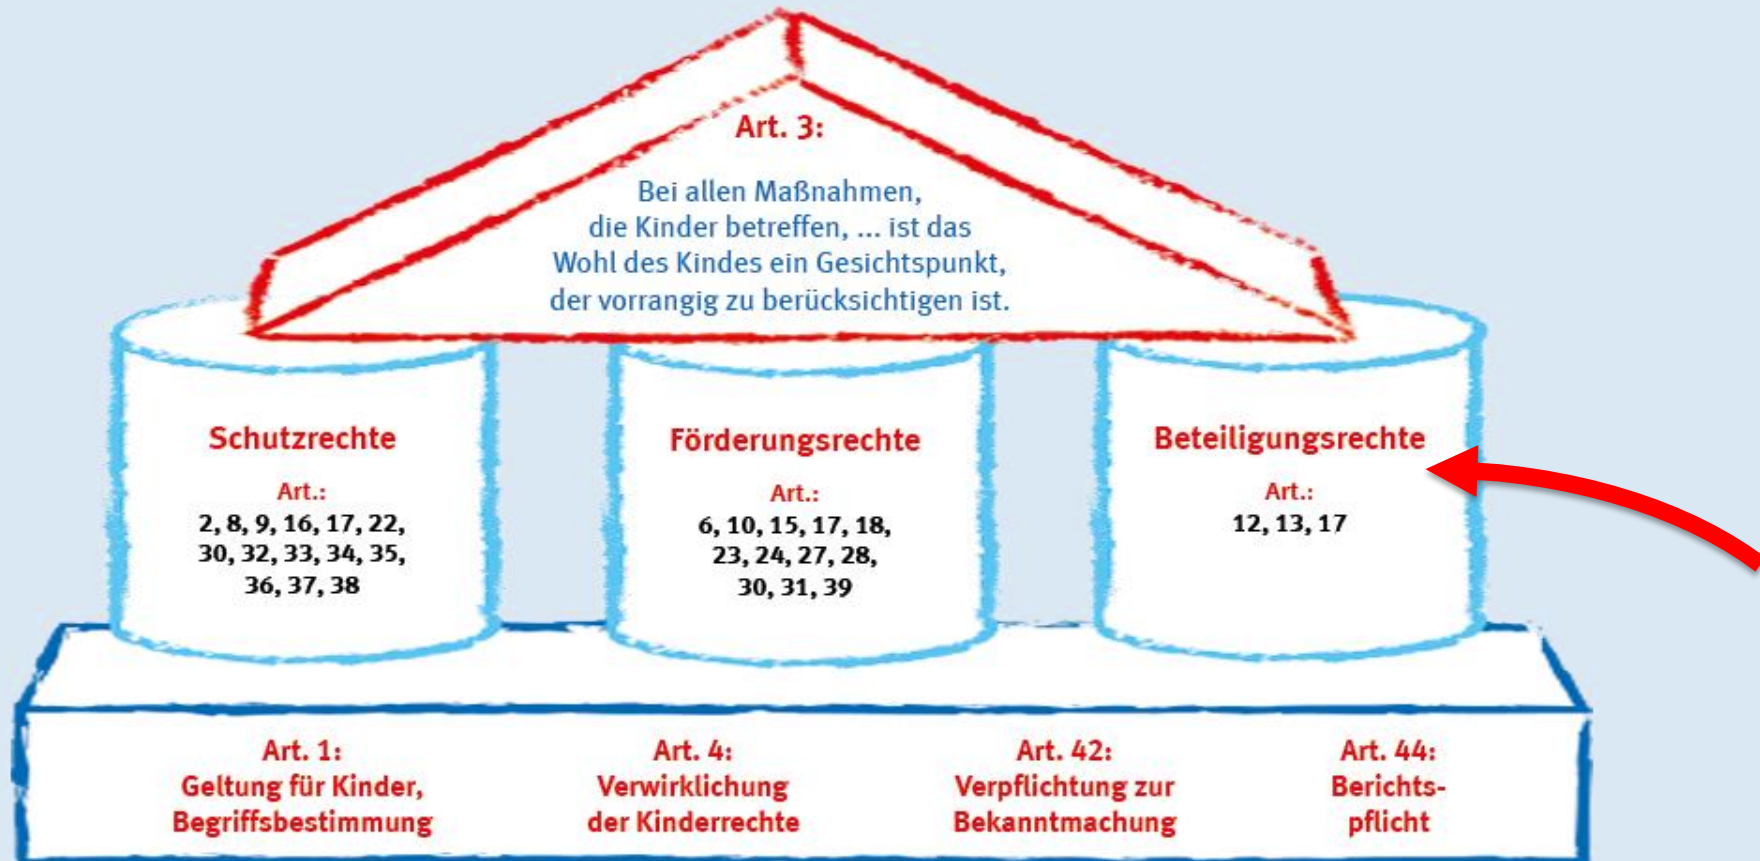 Art. 3:
Bei allen Maßnahmen,
die Kinder betreffen, ... ist das
Wohl des Kindes ein Gesichtspunkt,
der vorrangig zu berücksichtigen ist.
Schutzrechte
Art.:
2, 8, 9, 16, 17, 22,
30, 32, 33, 34, 35,
36, 37, 38
Förderungsrechte
Art.:
6, 10, 15, 17, 18,
23, 24, 27, 28,
30, 31, 39
Beteiligungsrechte
Art.:
12, 13, 17
Art. 1:
Geltung für Kinder,
Begriffsbestimmung
Art. 4:
Verwirklichung
der Kinderrechte
Art. 42:
Verpflichtung zur
Bekanntmachung
Art. 44:
Berichts-
pflicht